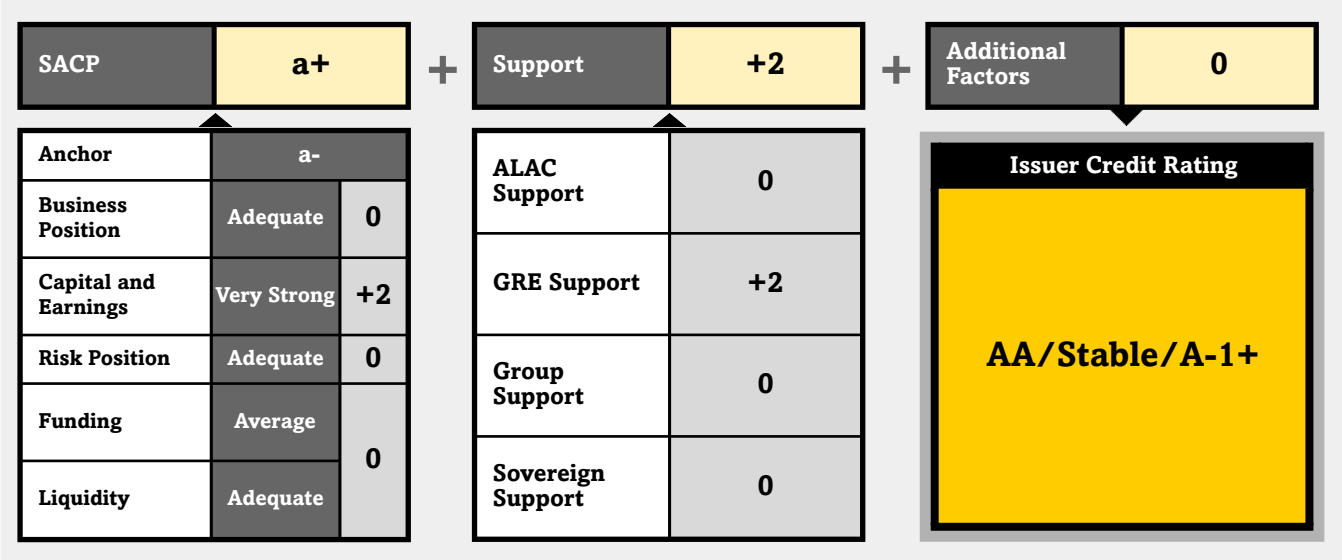 SACP
a+
+
Support
+2
+
Additional
Factors
0
Anchor
a-
Business
Position
Adequate
0
Capital and
Earnings
Very Strong
+2
Risk Position
Adequate
0
Funding
Average
Liquidity
Adequate
0
ALAC
Support
0
GRE Support
+2
Group
Support
0
Sovereign
Support
0
Issuer Credit Rating
AA/Stable/A-1+